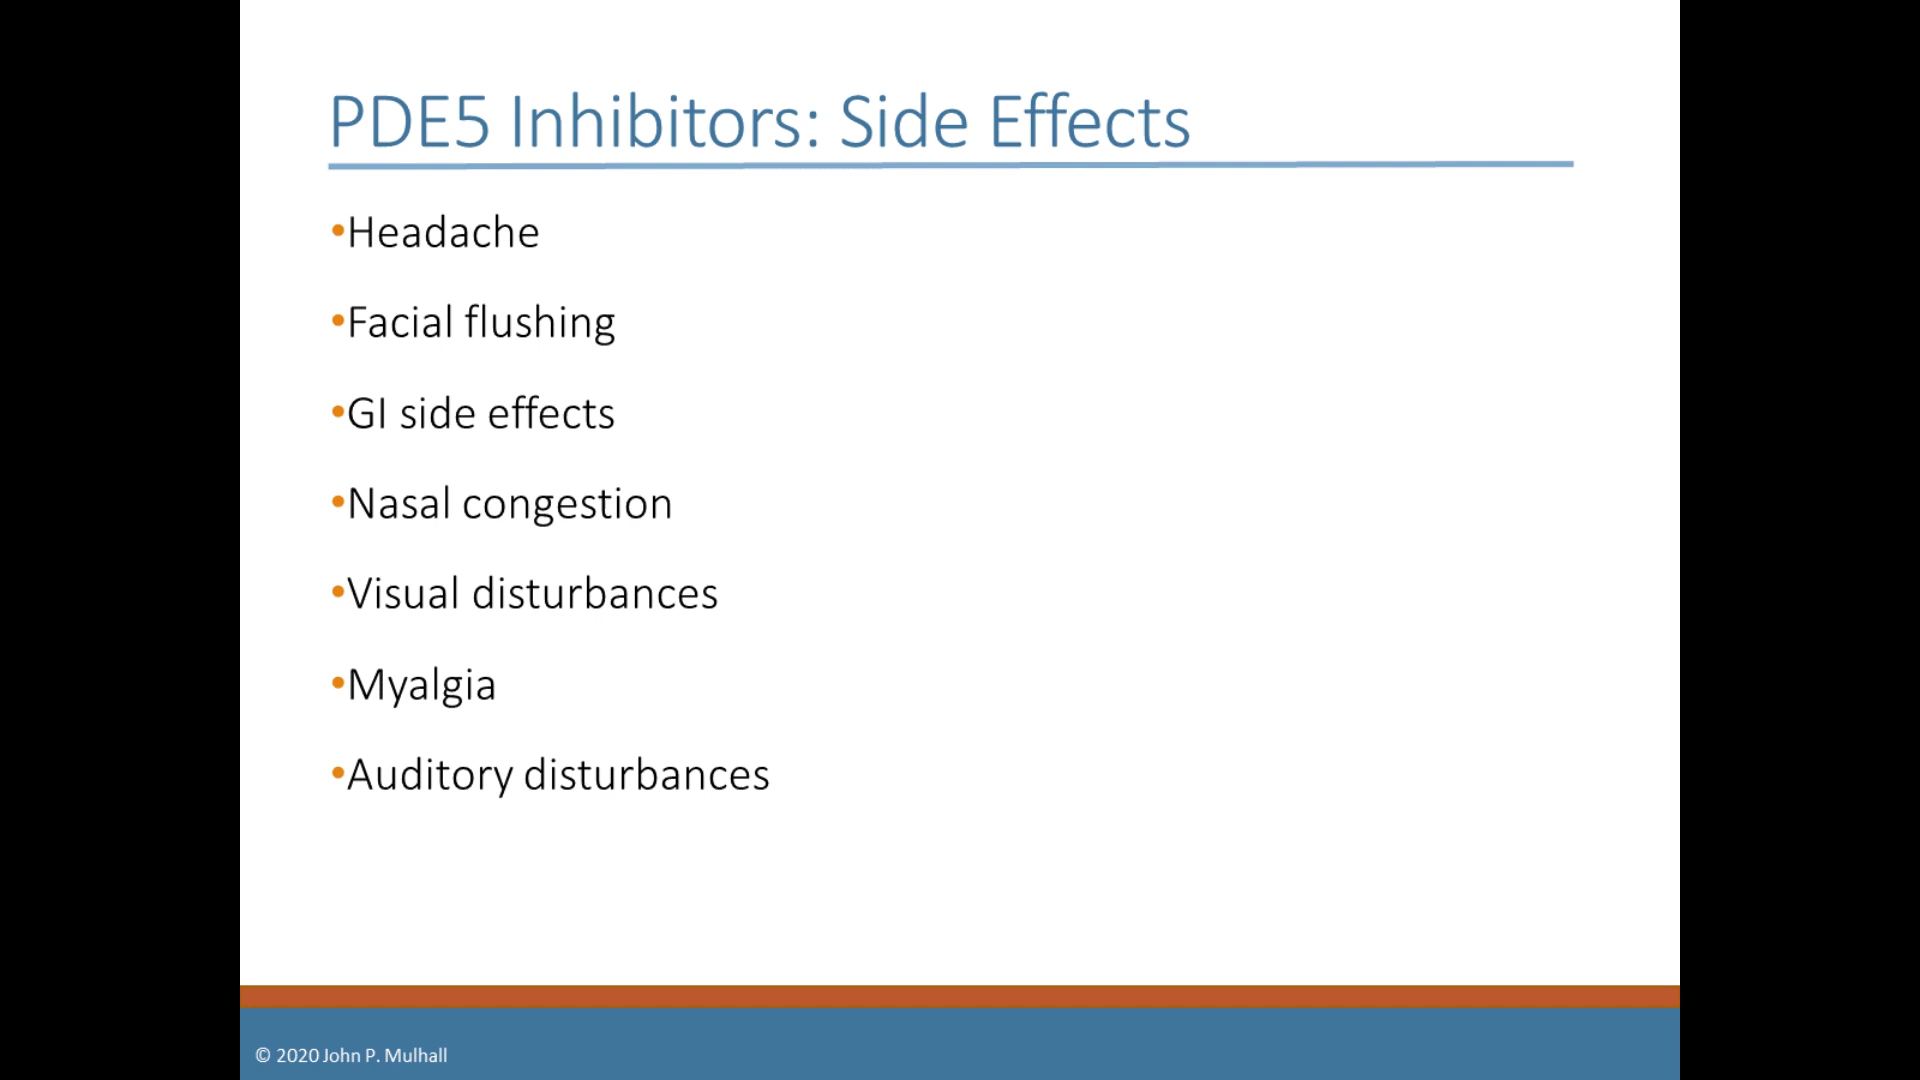 PDE5 Inhibitors: Side Effects
•Headache
•Facial flushing
•GI side effects
•Nasal congestion
•Visual disturbances
•Myalgia
•Auditory disturbances
© 2020 John P. Mulhall